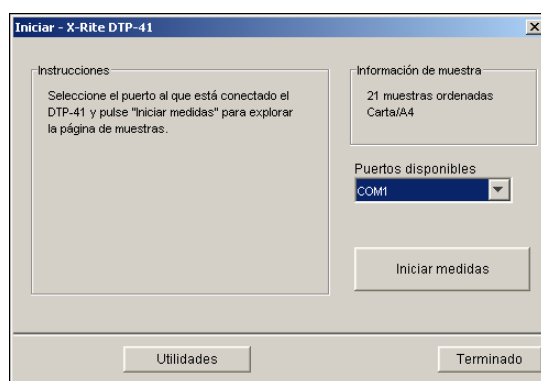 Iniciar - X-Rite DTP-41
Instrucciones
Seleccione el puerto al que está conectado el
DTP-41 y pulse "Iniciar medidas" para explorar
la página de muestras.
Información de muestra
21 muestras ordenadas
Carta/A4
Puertos disponibles
COM1
Iniciar medidas
Utilidades
Terminado